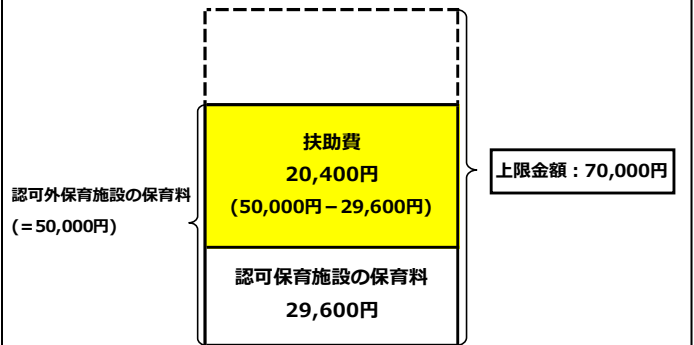 扶助費
20,400円
(50,000円－29,600円)
上限金額：70,000円
認可外保育施設の保育料
(＝50,000円)
認可保育施設の保育料
29,600円